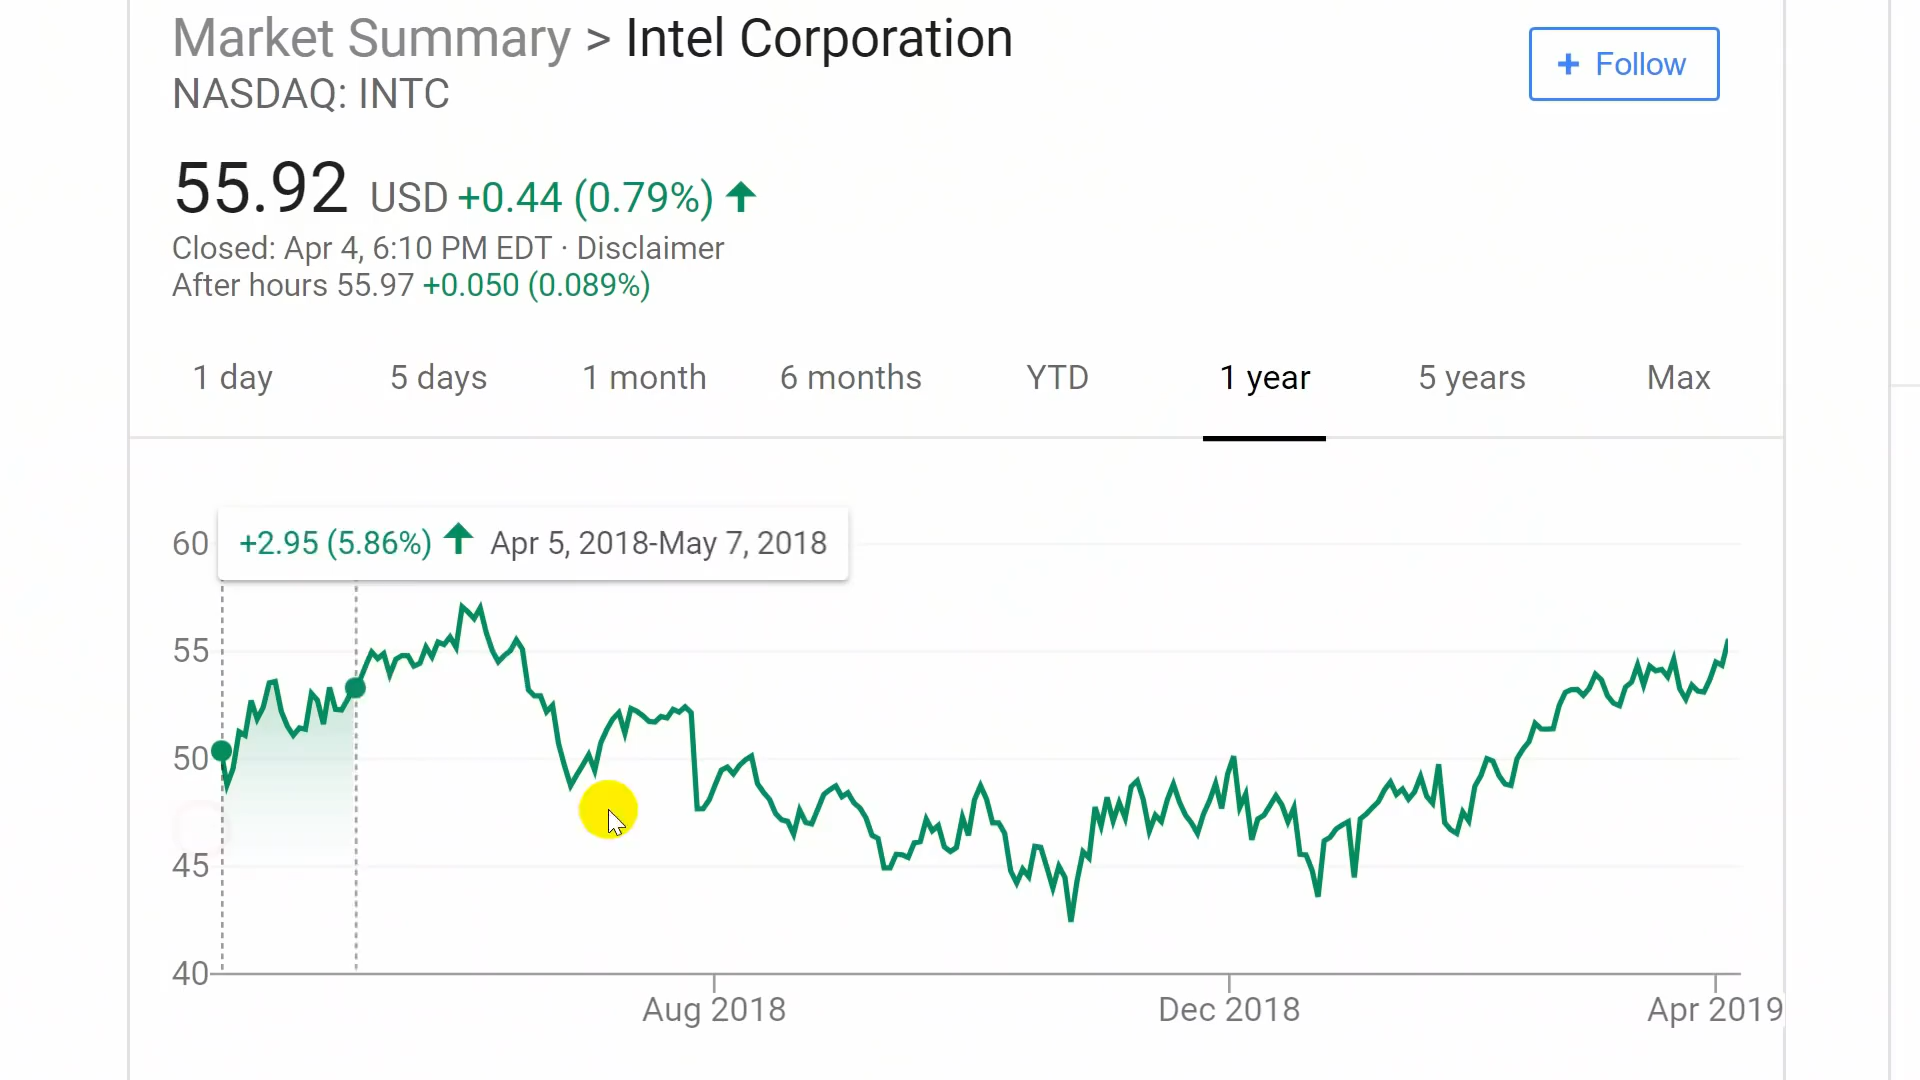 Market Summary > Intel Corporation
NASDAQ: INTC
+ Follow
55.92 USD +0.44 (0.79%)
Closed: Apr 4, 6:10 PM EDT · Disclaimer
After hours 55.97 +0.050 (0.089%)
1 day 5 days 1 month 6 months YTD 1 year 5 years Max
+2.95 (5.86%) Apr 5, 2018-May 7, 2018
60
55
50
45
40
Aug 2018 Dec 2018 Apr 2019